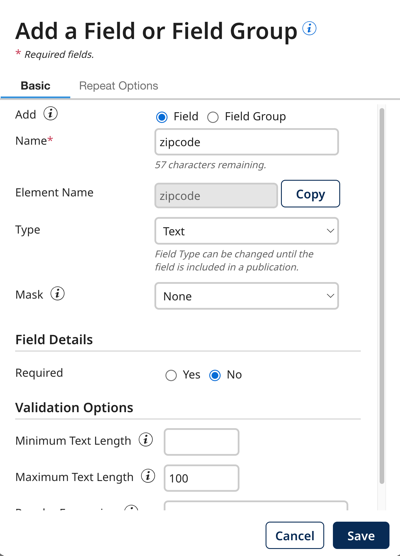 Add a Field or Field Group
* Required fields.
Basic Repeat Options
Add Field Field Group
Name* zipcode
57 characters remaining.
Element Name zipcode Copy
Type Text
Field Type can be changed until the
field is included in a publication.
Mask None
Field Details
Required Yes No
Validation Options
Minimum Text Length
Maximum Text Length 100
Cancel Save